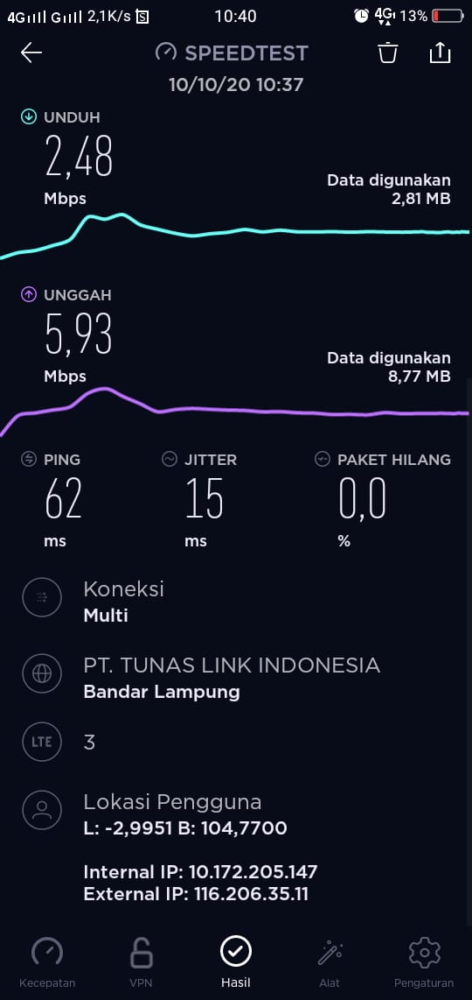 4G G 2,1K/s 10:40 4G 13%
SPEEDTEST
10/10/20 10:37
UNDUH
2,48
Mbps
Data digunakan
2,81 MB
UNGGAH
5,93
Mbps
Data digunakan
8,77 MB
PING JITTER PAKET HILANG
62 15 0,0
ms ms %
Koneksi
Multi
PT. TUNAS LINK INDONESIA
Bandar Lampung
LTE 3
Lokasi Pengguna
L: -2,9951 B: 104,7700
Internal IP: 10.172.205.147
External IP: 116.206.35.11
Kecepatan VPN Hasil Alat Pengaturan